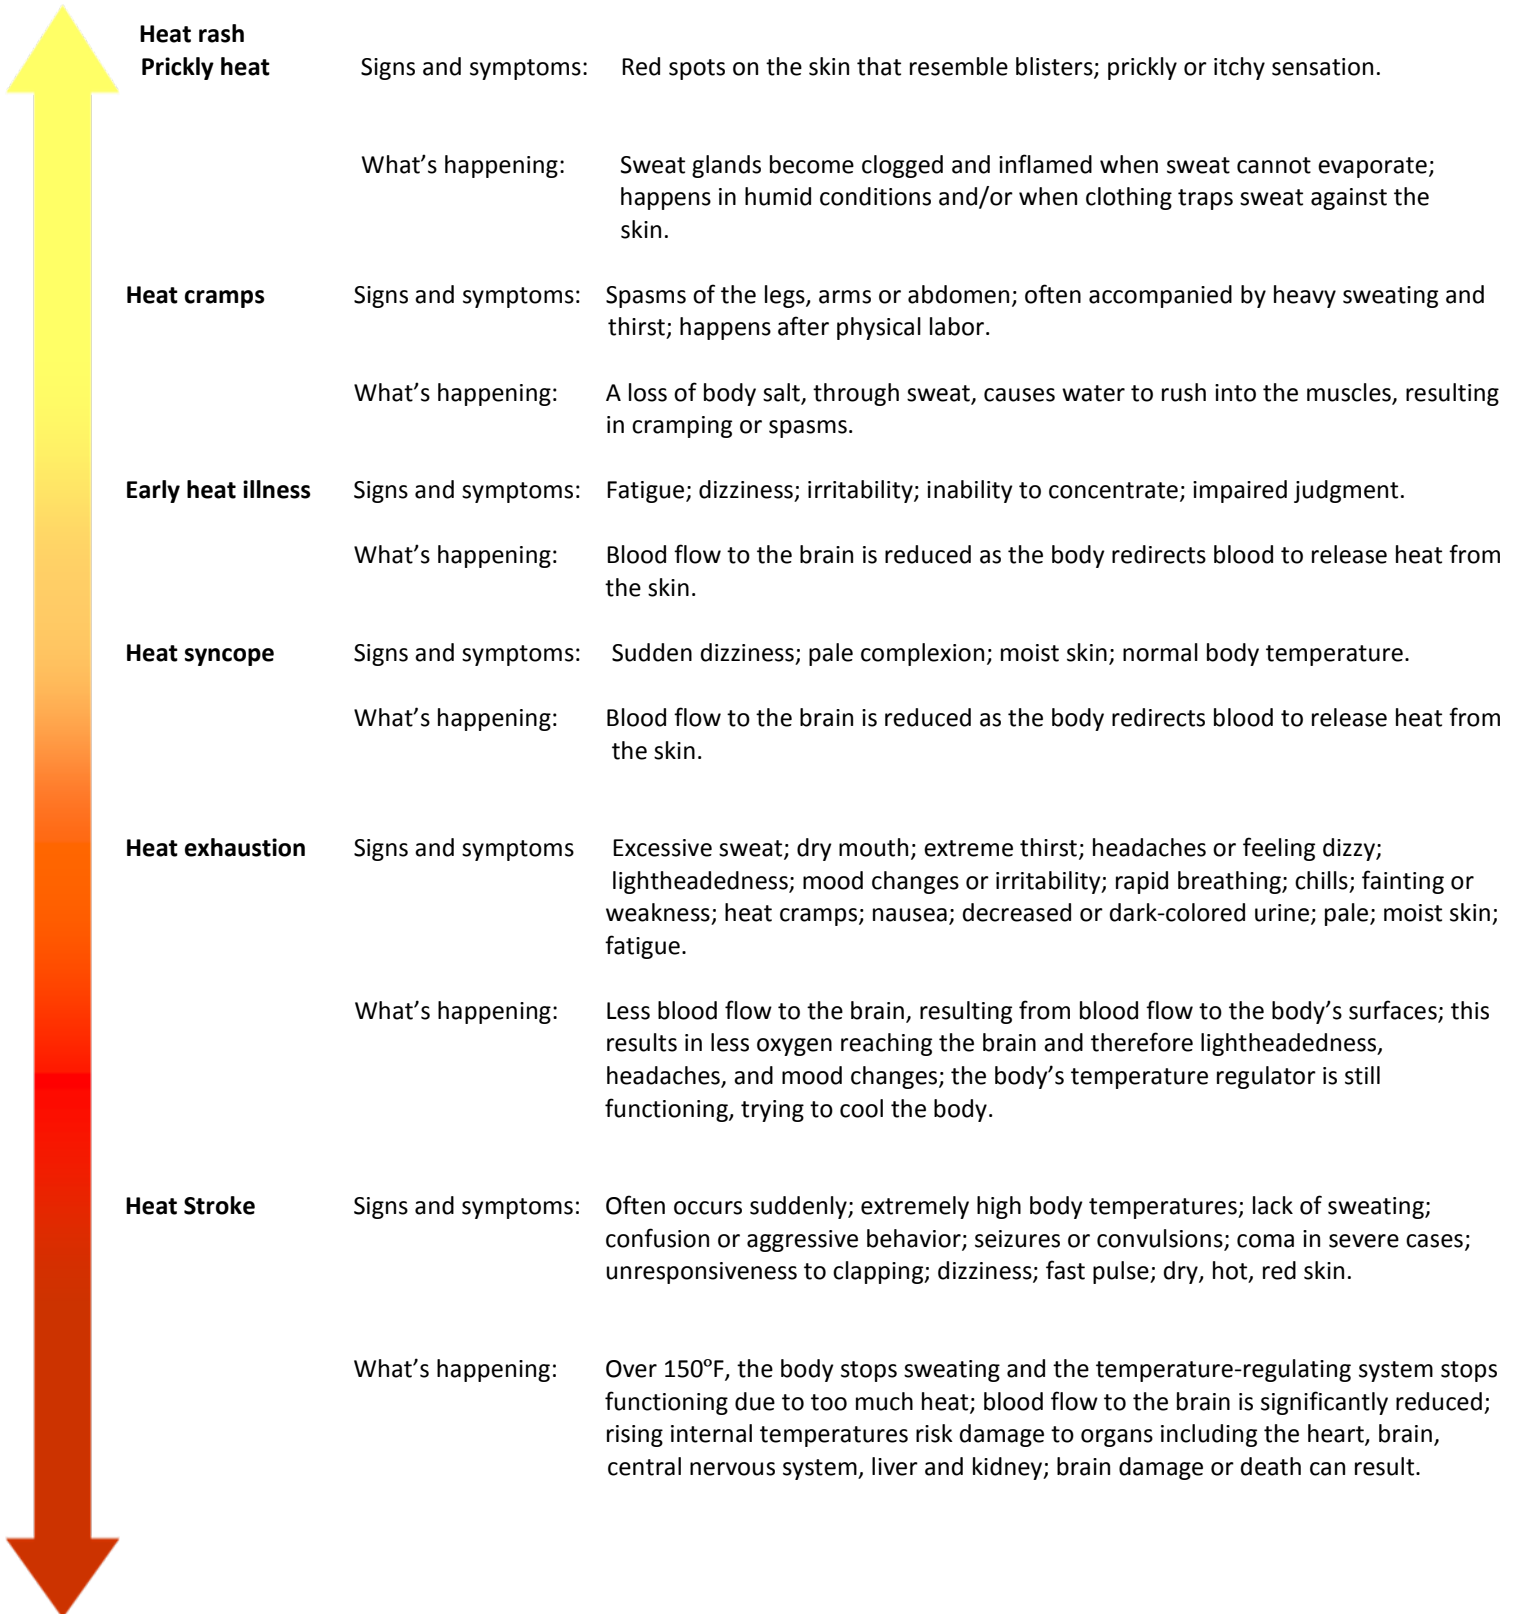 Heat rash
Prickly heat Signs and symptoms: Red spots on the skin that resemble blisters; prickly or itchy sensation.
What’s happening: Sweat glands become clogged and inflamed when sweat cannot evaporate;
happens in humid conditions and/or when clothing traps sweat against the
skin.
Heat cramps Signs and symptoms: Spasms of the legs, arms or abdomen; often accompanied by heavy sweating and
thirst; happens after physical labor.
What’s happening: A loss of body salt, through sweat, causes water to rush into the muscles, resulting
in cramping or spasms.
Early heat illness Signs and symptoms: Fatigue; dizziness; irritability; inability to concentrate; impaired judgment.
What’s happening: Blood flow to the brain is reduced as the body redirects blood to release heat from
the skin.
Heat syncope Signs and symptoms: Sudden dizziness; pale complexion; moist skin; normal body temperature.
What’s happening: Blood flow to the brain is reduced as the body redirects blood to release heat from
the skin.
Heat exhaustion Signs and symptoms Excessive sweat; dry mouth; extreme thirst; headaches or feeling dizzy;
lightheadedness; mood changes or irritability; rapid breathing; chills; fainting or
weakness; heat cramps; nausea; decreased or dark-colored urine; pale; moist skin;
fatigue.
What’s happening: Less blood flow to the brain, resulting from blood flow to the body’s surfaces; this
results in less oxygen reaching the brain and therefore lightheadedness,
headaches, and mood changes; the body’s temperature regulator is still
functioning, trying to cool the body.
Heat Stroke Signs and symptoms: Often occurs suddenly; extremely high body temperatures; lack of sweating;
confusion or aggressive behavior; seizures or convulsions; coma in severe cases;
unresponsiveness to clapping; dizziness; fast pulse; dry, hot, red skin.
What’s happening: Over 150°F, the body stops sweating and the temperature-regulating system stops
functioning due to too much heat; blood flow to the brain is significantly reduced;
rising internal temperatures risk damage to organs including the heart, brain,
central nervous system, liver and kidney; brain damage or death can result.